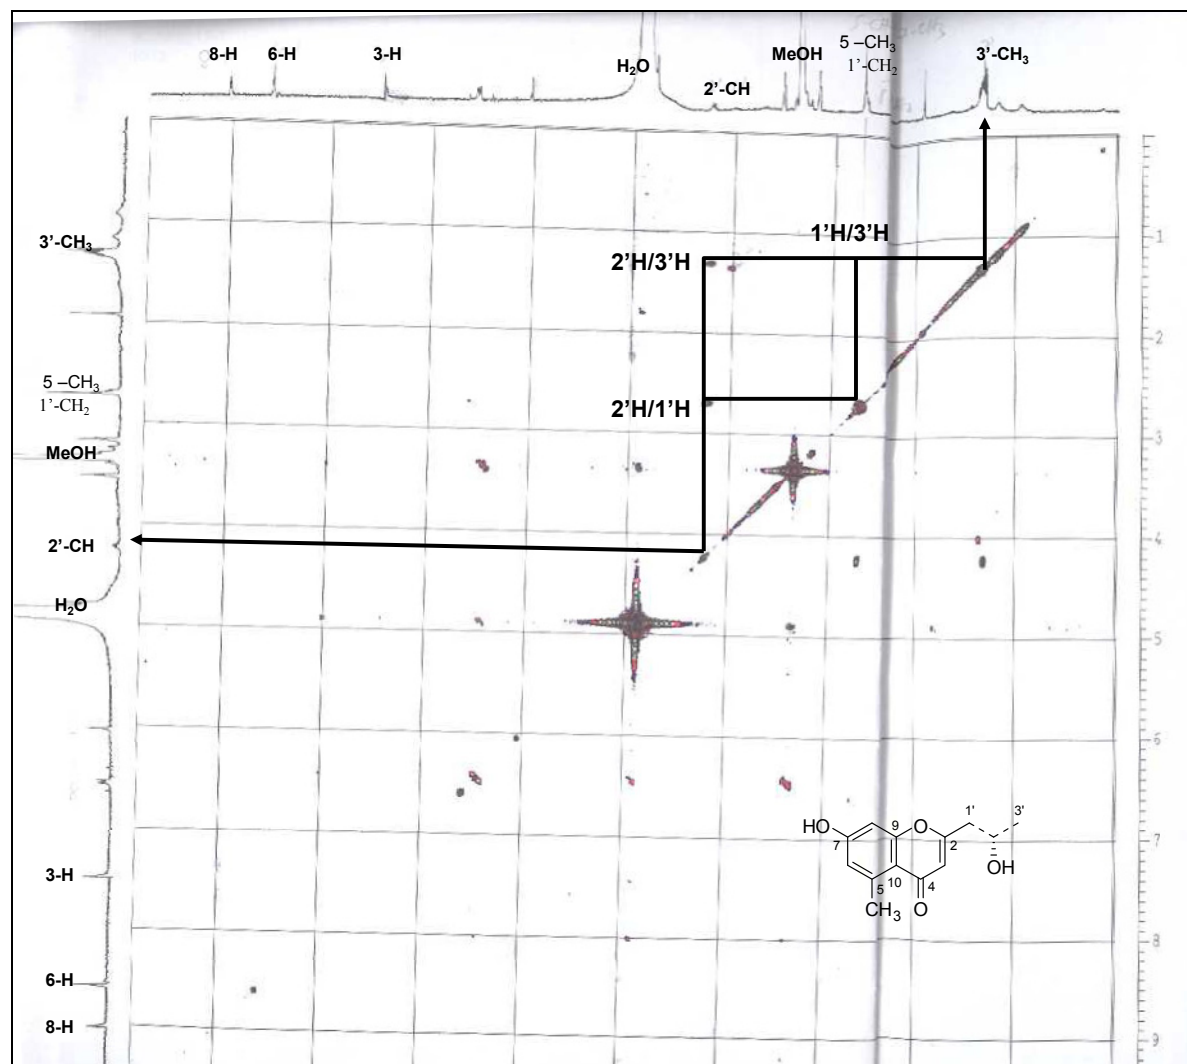 8-H 6-H 3-H H₂O 2’-CH MeOH 5 –CH₃ 3’-CH₃
1’-CH₂
3’-CH₃
5 –CH₃
1’-CH₂
MeOH
2’-CH
H₂O
3-H
6-H
8-H
1’H/3’H
2’H/3’H
2’H/1’H
1
2
3
4
5
6
7
8
9
HO
7
9
O
2
1'
3'
OH
10
5
4
CH₃
O